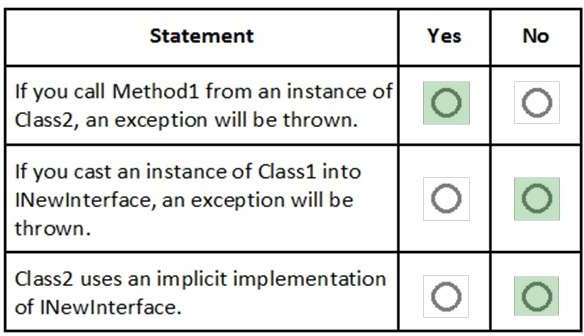 Statement Yes No
If you call Method1 from an instance of
Class2, an exception will be thrown.
If you cast an instance of Class1 into
INewInterface, an exception will be
thrown.
Class2 uses an implicit implementation
of INewInterface.